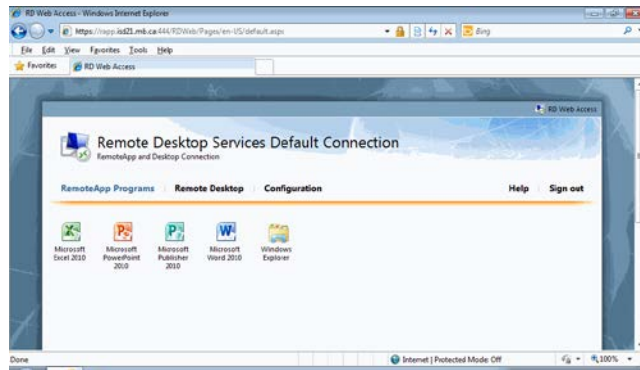 RD Web Access - Windows Internet Explorer
https://rapp.isd21.mb.ca:444/RDWeb/Pages/en-US/default.aspx
Bing
File Edit View Favorites Tools Help
Favorites RD Web Access
RD Web Access
Remote Desktop Services Default Connection
RemoteApp and Desktop Connection
RemoteApp Programs Remote Desktop Configuration Help Sign out
Microsoft Excel 2010
Microsoft PowerPoint 2010
Microsoft Publisher 2010
Microsoft Word 2010
Windows Explorer
Done Internet | Protected Mode: Off 100%